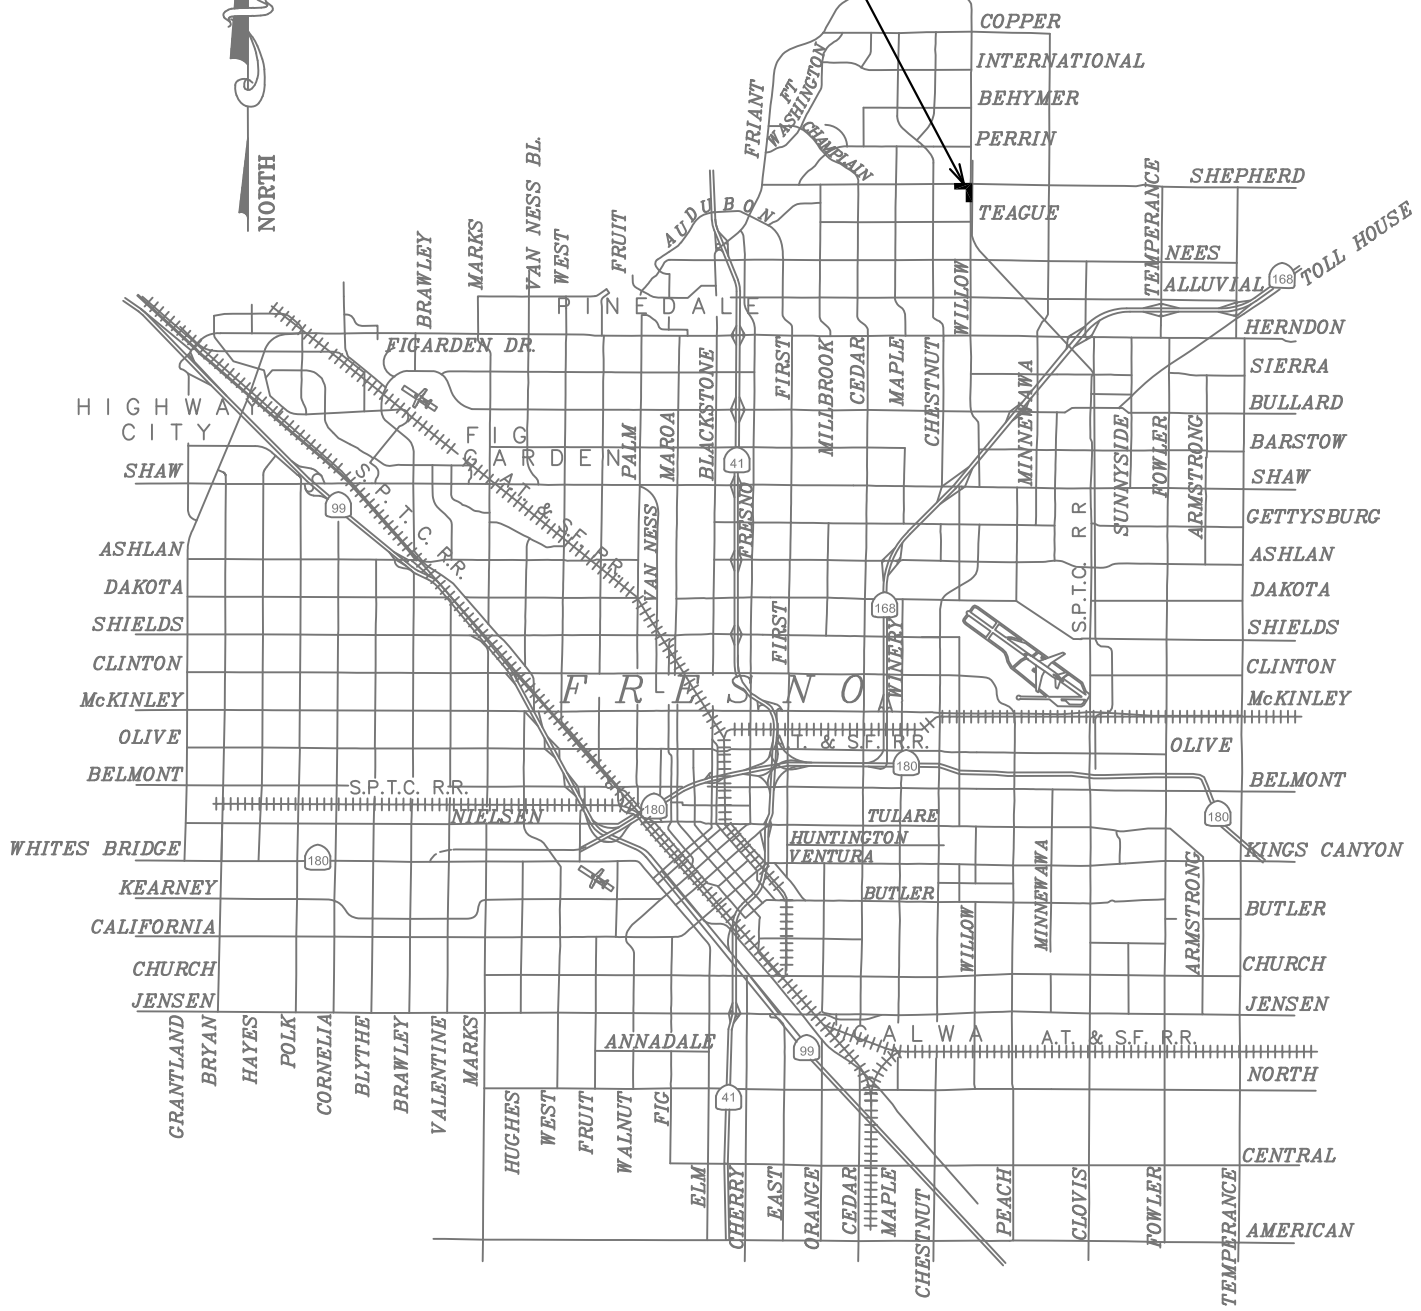 COPPER
INTERNATIONAL
BEHYMER
PERRIN
SHEPHERD
TEAGUE
NEES
ALLUVIAL
TOLL HOUSE
168
HERNDON
TEMPERANCE
NORTH
FRIANT
FT WASHINGTON
CHAMPLAIN
AUDUBON
BRAWLEY
MARKS
VAN NESS BL.
WEST
FRUIT
WILLOW
PINEDALE
FIGARDEN DR.
HIGHWAY
CITY
FIG
GARDEN
PALM
MAROA
BLACKSTONE
FIRST
MILLBROOK
CEDAR
MAPLE
CHESTNUT
MINNEWAWA
SUNNYSIDE
FOWLER
ARMSTRONG
SIERRA
BULLARD
BARSTOW
SHAW
GETTYSBURG
ASHLAN
DAKOTA
SHIELDS
CLINTON
McKINLEY
SHAW
ASHLAN
DAKOTA
SHIELDS
CLINTON
McKINLEY
OLIVE
BELMONT
WHITES BRIDGE
KEARNEY
CALIFORNIA
CHURCH
JENSEN
99
S. P. T. C. R.R.
A.T. & S.F. R.R.
VAN NESS
41
FRESNO
FIRST
168
WINERY
S.P.T.C. RR
FRESNO
A.T. & S.F. R.R.
OLIVE
180
BELMONT
S.P.T.C. R.R.
NIELSEN
180
TULARE
HUNTINGTON
VENTURA
180
KINGS CANYON
180
BUTLER
BUTLER
WILLOW
MINNEWAWA
ARMSTRONG
CHURCH
JENSEN
GRANTLAND
BRYAN
HAYES
POLK
CORNELIA
BLYTHE
BRAWLEY
VALENTINE
MARKS
ANNADALE
99
CALWA
A.T. & S.F. R.R.
NORTH
HUGHES
WEST
FRUIT
WALNUT
FIG
41
CENTRAL
ELM
CHERRY
EAST
ORANGE
CEDAR
MAPLE
CHESTNUT
PEACH
CLOVIS
FOWLER
TEMPERANCE
AMERICAN